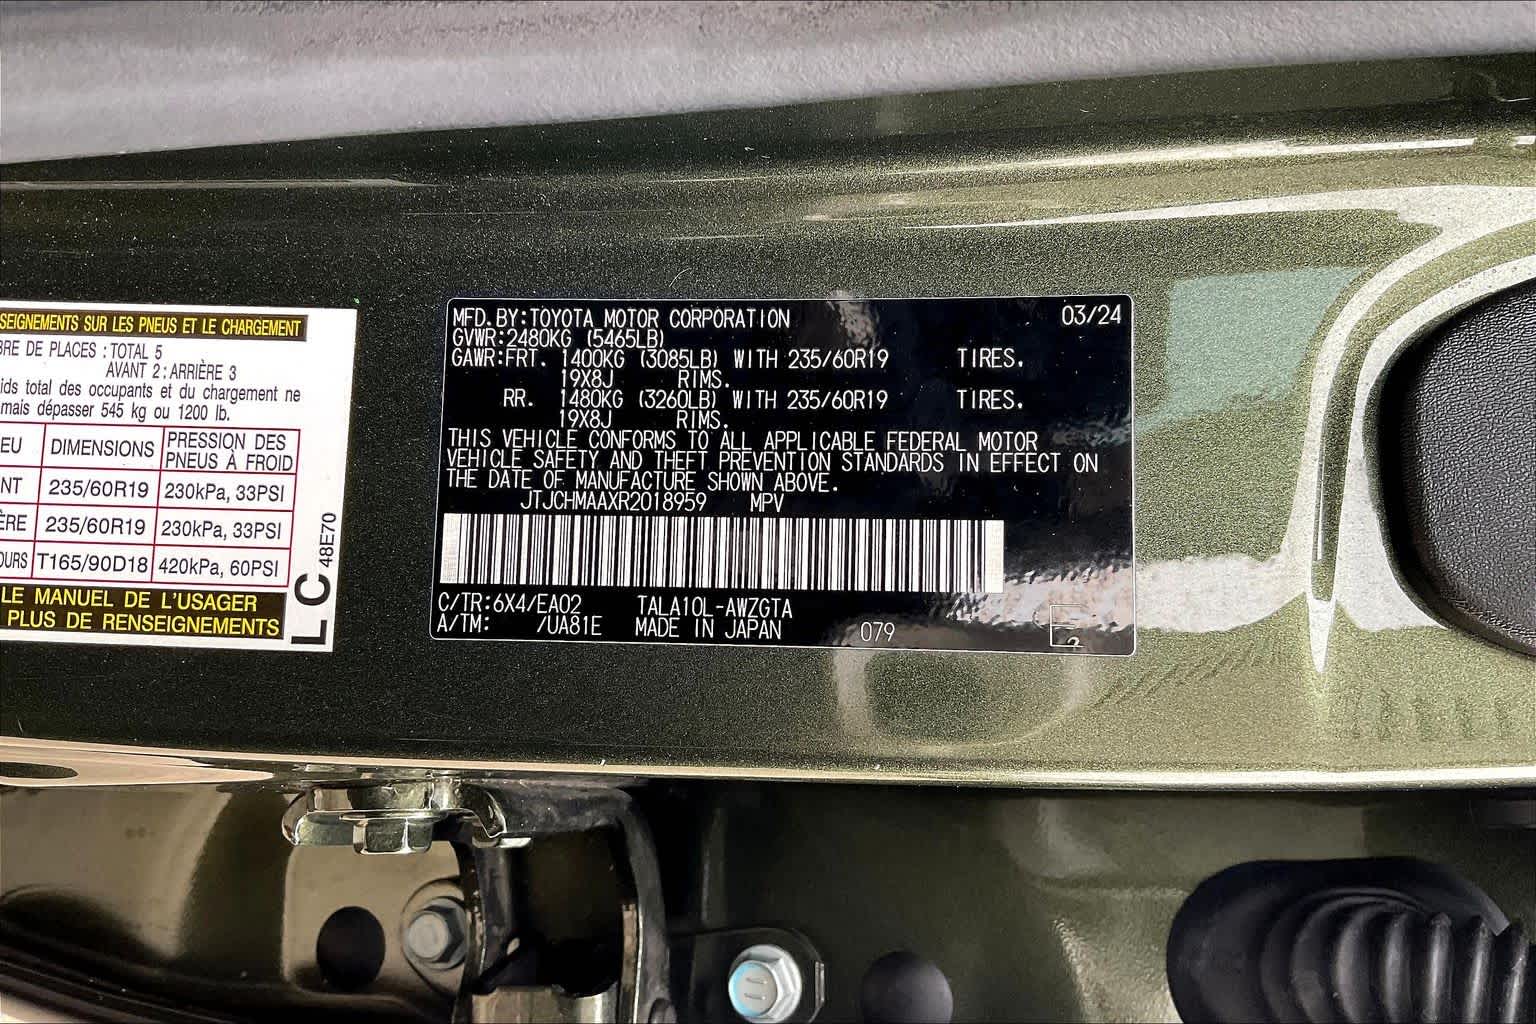 SEIGNEMENTS SUR LES PNEUS ET LE CHARGEMENT
BRE DE PLACES : TOTAL 5
AVANT 2 : ARRIÈRE 3
ids total des occupants et du chargement ne
mais dépasser 545 kg ou 1200 lb.
EU DIMENSIONS PRESSION DES PNEUS À FROID
NT 235/60R19 230kPa, 33PSI
ÈRE 235/60R19 230kPa, 33PSI
OURS T165/90D18 420kPa, 60PSI
LE MANUEL DE L'USAGER
PLUS DE RENSEIGNEMENTS
LC 48E70
MFD.BY:TOYOTA MOTOR CORPORATION 03/24
GVWR:2480KG (5465LB)
GAWR:FRT. 1400KG (3085LB) WITH 235/60R19 TIRES.
19X8J RIMS.
RR. 1480KG (3260LB) WITH 235/60R19 TIRES.
19X8J RIMS.
THIS VEHICLE CONFORMS TO ALL APPLICABLE FEDERAL MOTOR
VEHICLE SAFETY AND THEFT PREVENTION STANDARDS IN EFFECT ON
THE DATE OF MANUFACTURE SHOWN ABOVE.
JTJCHMAAXR2018959 MPV
C/TR:6X4/EA02 TALA10L-AWZGTA
A/TM: /UA81E MADE IN JAPAN 079